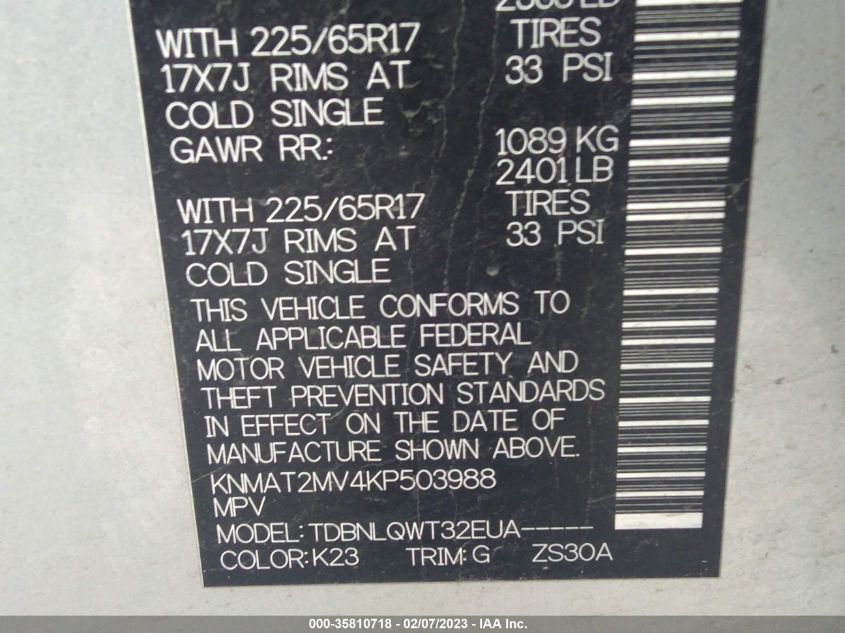 WITH 225/65R17 TIRES
17X7J RIMS AT 33 PSI
COLD SINGLE
GAWR RR.: 1089 KG
2401 LB
WITH 225/65R17 TIRES
17X7J RIMS AT 33 PSI
COLD SINGLE
THIS VEHICLE CONFORMS TO
ALL APPLICABLE FEDERAL
MOTOR VEHICLE SAFETY AND
THEFT PREVENTION STANDARDS
IN EFFECT ON THE DATE OF
MANUFACTURE SHOWN ABOVE.
KNMAT2MV4KP503988
MPV
MODEL:TDBNLQWT32EUA-----
COLOR:K23 TRIM:G ZS30A
000-35810718 - 02/07/2023 - IAA Inc.